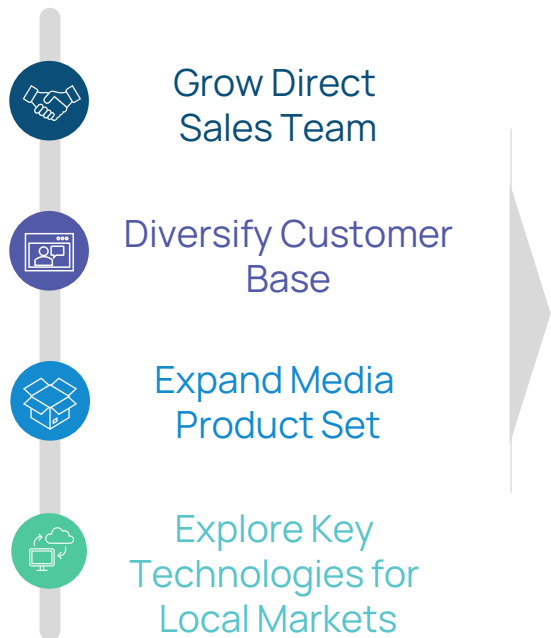 Grow Direct
Sales Team
Diversify Customer
Base
Expand Media
Product Set
Explore Key
Technologies for
Local Markets